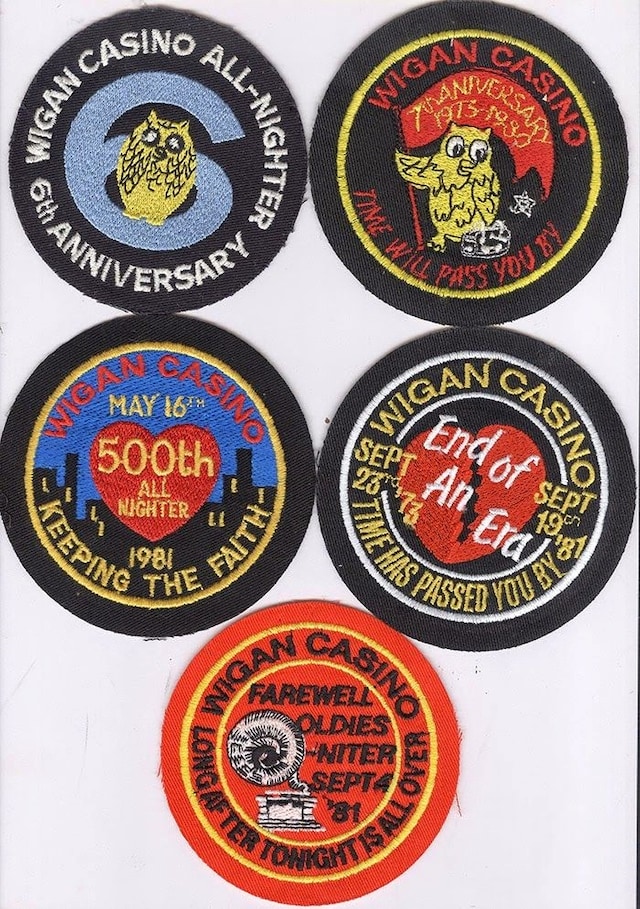 WIGAN CASINO ALL-NIGHTER
6th ANNIVERSARY
WIGAN CASINO
7th ANNIVERSARY
1973-1980
TIME WILL PASS YOU BY
WIGAN CASINO
MAY 16TH
500th
ALL
NIGHTER
1981
KEEPING THE FAITH
WIGAN CASINO
SEPT
23rd
'73
End of
An Era
SEPT
19th
'81
TIME HAS PASSED YOU BY
WIGAN CASINO
FAREWELL
OLDIES
-NITER
SEPT 4
'81
LONG AFTER TONIGHT IS ALL OVER